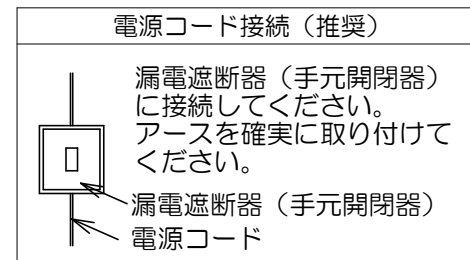 電源コード接続（推奨）
漏電遮断器（手元開閉器）
に接続してください。
アースを確実に取り付けて
ください。
漏電遮断器（手元開閉器）
電源コード